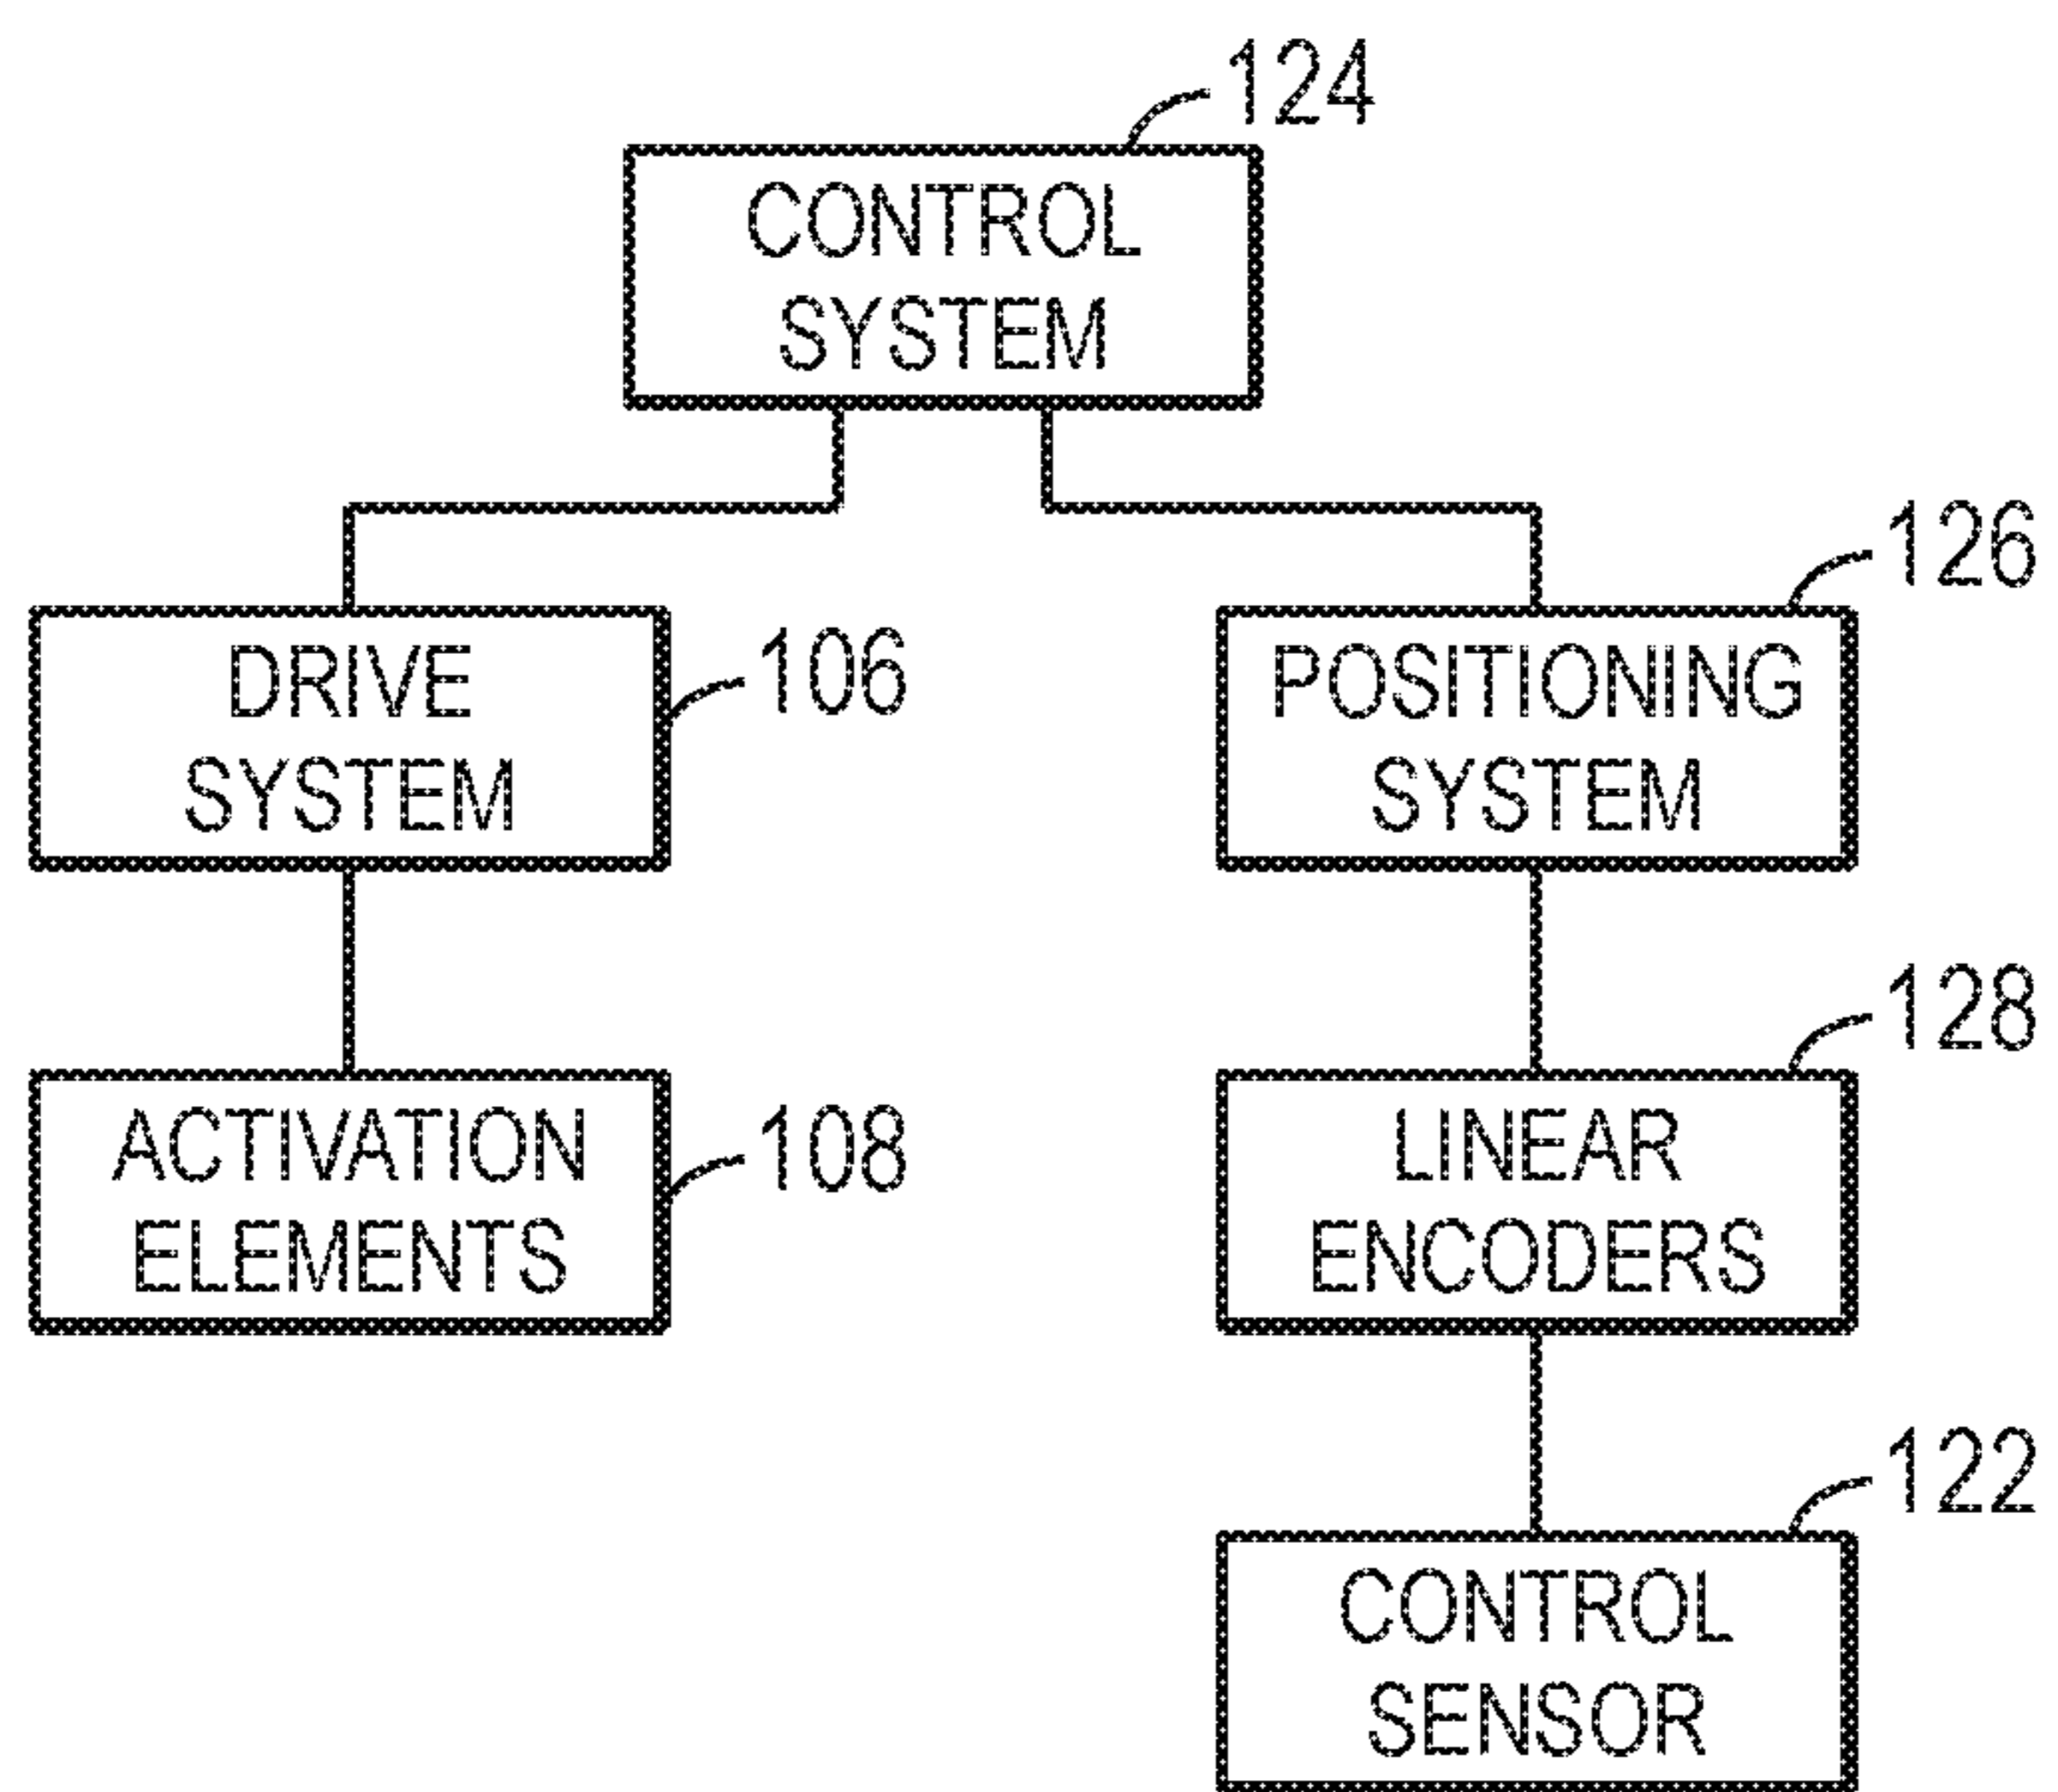 124
CONTROL
SYSTEM
126
DRIVE
SYSTEM
106
POSITIONING
SYSTEM
128
ACTIVATION
ELEMENTS
108
LINEAR
ENCODERS
122
CONTROL
SENSOR